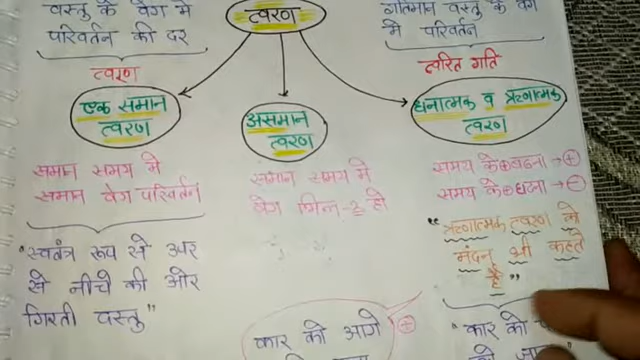 वस्तु के वेग में
परिवर्तन की दर
त्वरण
त्वरण
गतिमान वस्तु के वेग
में परिवर्तन
त्वरित गति
एक समान
त्वरण
असमान
त्वरण
धनात्मक व ऋणात्मक
त्वरण
समान समय में
समान वेग परिवर्तन
समान समय में
वेग भिन्न-२ हो
समय के⊕बढना → ⊕
समय के⊕घटना → ⊖
"ऋणात्मक त्वरण को
मंदन भी कहते
है"
"स्वतंत्र रूप से ऊपर
से नीचे की ओर
गिरती वस्तु"
कार को आगे
⊕
"कार को